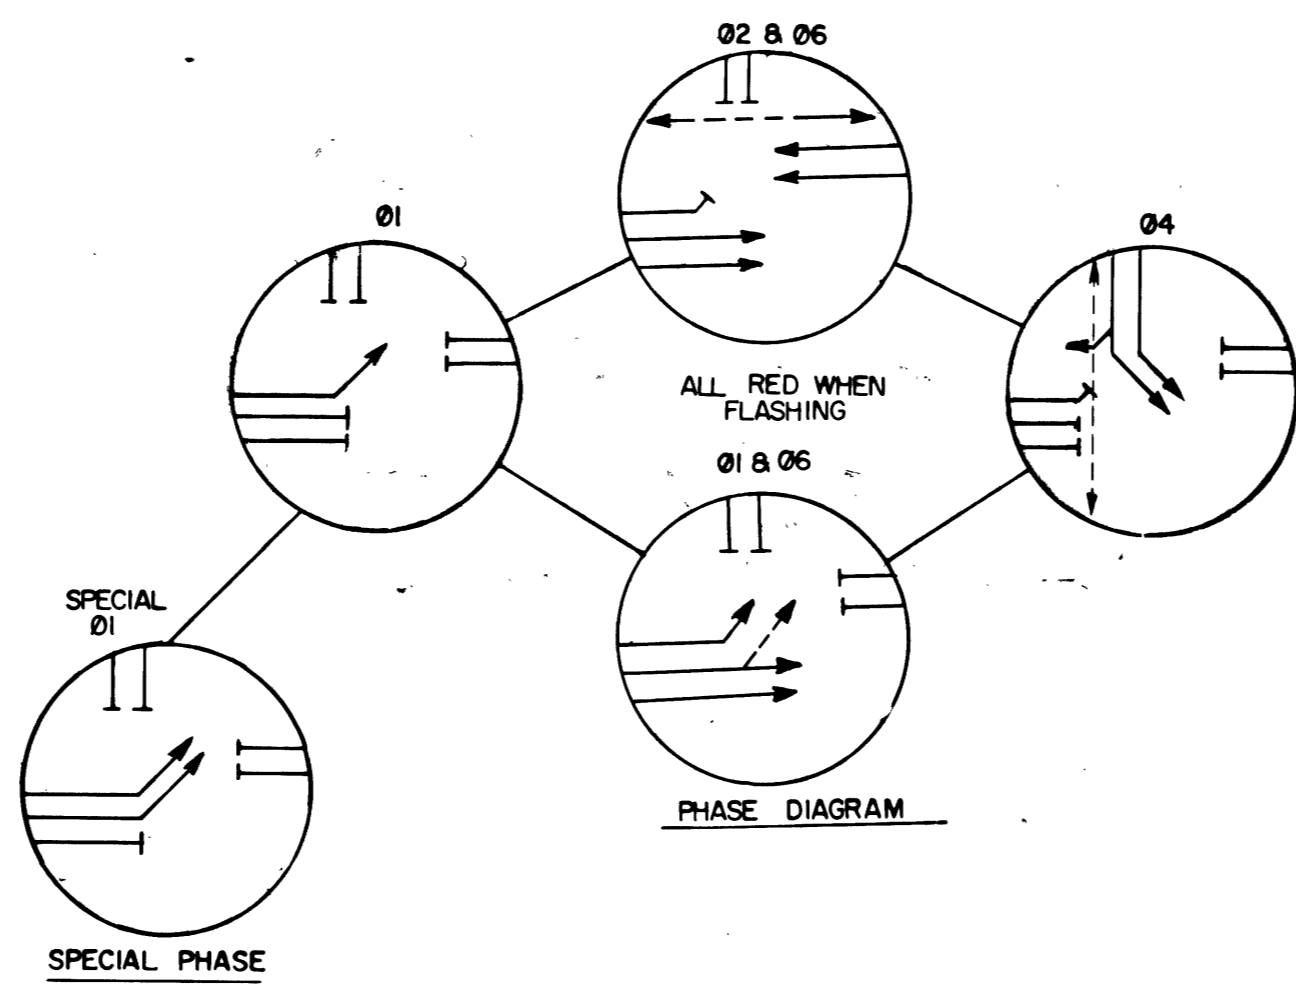 Ø2 & Ø6
Ø1
Ø4
ALL RED WHEN
FLASHING
Ø1 & Ø6
SPECIAL
Ø1
PHASE DIAGRAM
SPECIAL PHASE